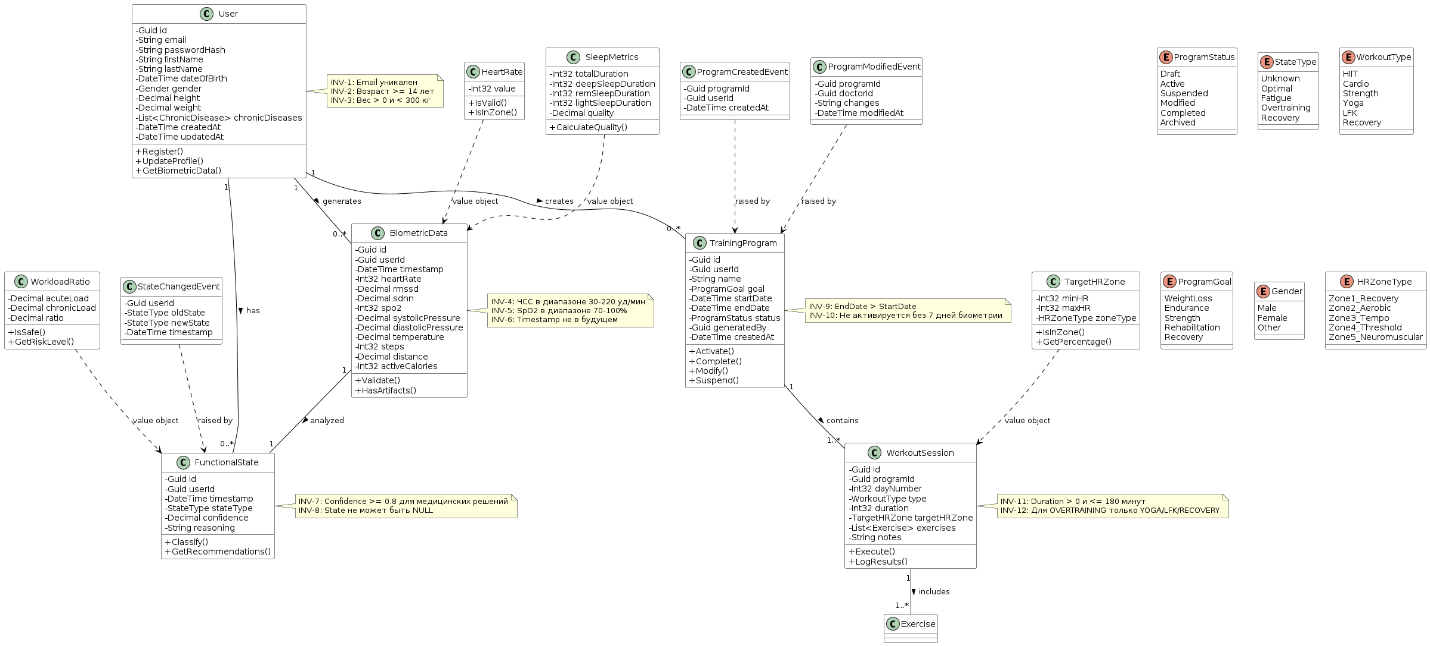 User
-Guid id
-String email
-String passwordHash
-String firstName
-String lastName
-DateTime dateOfBirth
-Gender gender
-Decimal height
-Decimal weight
-List<ChronicDisease> chronicDiseases
-DateTime createdAt
-DateTime updatedAt
+Register()
+UpdateProfile()
+GetBiometricData()
INV-1: Email уникален
INV-2: Возраст >= 14 лет
INV-3: Вес > 0 и < 300 кг
HeartRate
-Int32 value
+IsValid()
+IsInZone()
SleepMetrics
-Int32 totalDuration
-Int32 deepSleepDuration
-Int32 remSleepDuration
-Int32 lightSleepDuration
-Decimal quality
+CalculateQuality()
ProgramCreatedEvent
-Guid programId
-Guid userId
-DateTime createdAt
ProgramModifiedEvent
-Guid programId
-Guid doctorId
-String changes
-DateTime modifiedAt
ProgramStatus
Draft
Active
Suspended
Modified
Completed
Archived
StateType
Unknown
Optimal
Fatigue
Overtraining
Recovery
WorkoutType
HIIT
Cardio
Strength
Yoga
LFK
Recovery
1
1
1
generates
value object
creates
value object
raised by
raised by
0..*
0..*
WorkloadRatio
-Decimal acuteLoad
-Decimal chronicLoad
-Decimal ratio
+IsSafe()
+GetRiskLevel()
StateChangedEvent
-Guid userId
-StateType oldState
-StateType newState
-DateTime timestamp
has
BiometricData
-Guid id
-Guid userId
-DateTime timestamp
-Int32 heartRate
-Decimal rmssd
-Decimal sdnn
-Int32 spo2
-Decimal systolicPressure
-Decimal diastolicPressure
-Decimal temperature
-Int32 steps
-Decimal distance
-Int32 activeCalories
+Validate()
+HasArtifacts()
INV-4: ЧСС в диапазоне 30-220 уд/мин
INV-5: SpO2 в диапазоне 70-100%
INV-6: Timestamp не в будущем
TrainingProgram
-Guid id
-Guid userId
-String name
-ProgramGoal goal
-DateTime startDate
-DateTime endDate
-ProgramStatus status
-Guid generatedBy
-DateTime createdAt
+Activate()
+Complete()
+Modify()
+Suspend()
INV-9: EndDate > StartDate
INV-10: Не активируется без 7 дней биометрии
TargetHRZone
-Int32 minHR
-Int32 maxHR
-HRZoneType zoneType
+IsInZone()
+GetPercentage()
ProgramGoal
WeightLoss
Endurance
Strength
Rehabilitation
Recovery
Gender
Male
Female
Other
HRZoneType
Zone1_Recovery
Zone2_Aerobic
Zone3_Tempo
Zone4_Threshold
Zone5_Neuromuscular
1
1
value object
raised by
analyzed
contains
value object
0..*
1
1..*
FunctionalState
-Guid id
-Guid userId
-DateTime timestamp
-StateType stateType
-Decimal confidence
-String reasoning
+Classify()
+GetRecommendations()
INV-7: Confidence >= 0.8 для медицинских решений
INV-8: State не может быть NULL
WorkoutSession
-Guid id
-Guid programId
-Int32 dayNumber
-WorkoutType type
-Int32 duration
-TargetHRZone targetHRZone
-List<Exercise> exercises
-String notes
+Execute()
+LogResults()
INV-11: Duration > 0 и <= 180 минут
INV-12: Для OVERTRAINING только YOGA/LFK/RECOVERY
1
includes
1..*
Exercise